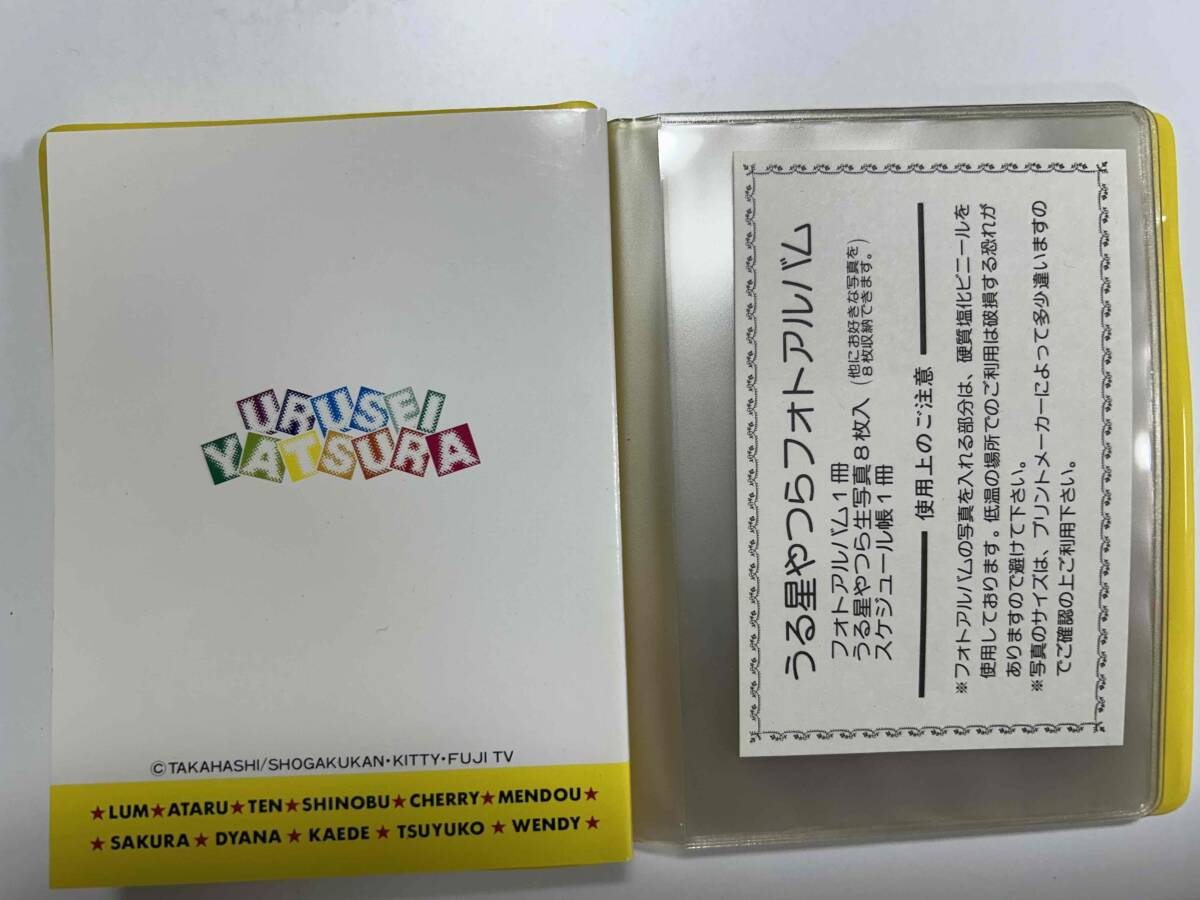 URUSEI
YATSURA
©TAKAHASHI/SHOGAKUKAN・KITTY・FUJI TV
★LUM★ATARU★TEN★SHINOBU★CHERRY★MENDOU★
★SAKURA★DYANA★KAEDE★TSUYUKO★WENDY★
うる星やつらフォトアルバム
フォトアルバム1冊
うる星やつら生写真8枚入(他にお好きな写真を
8枚収納できます。)
スケジュール帳1冊
使用上のご注意
※フォトアルバムの写真を入れる部分は、硬質塩化ビニールを
使用しております。低温の場所でのご利用は破損する恐れが
ありますので避けて下さい。
※写真のサイズは、プリントメーカーによって多少違いますの
でご確認の上ご利用下さい。